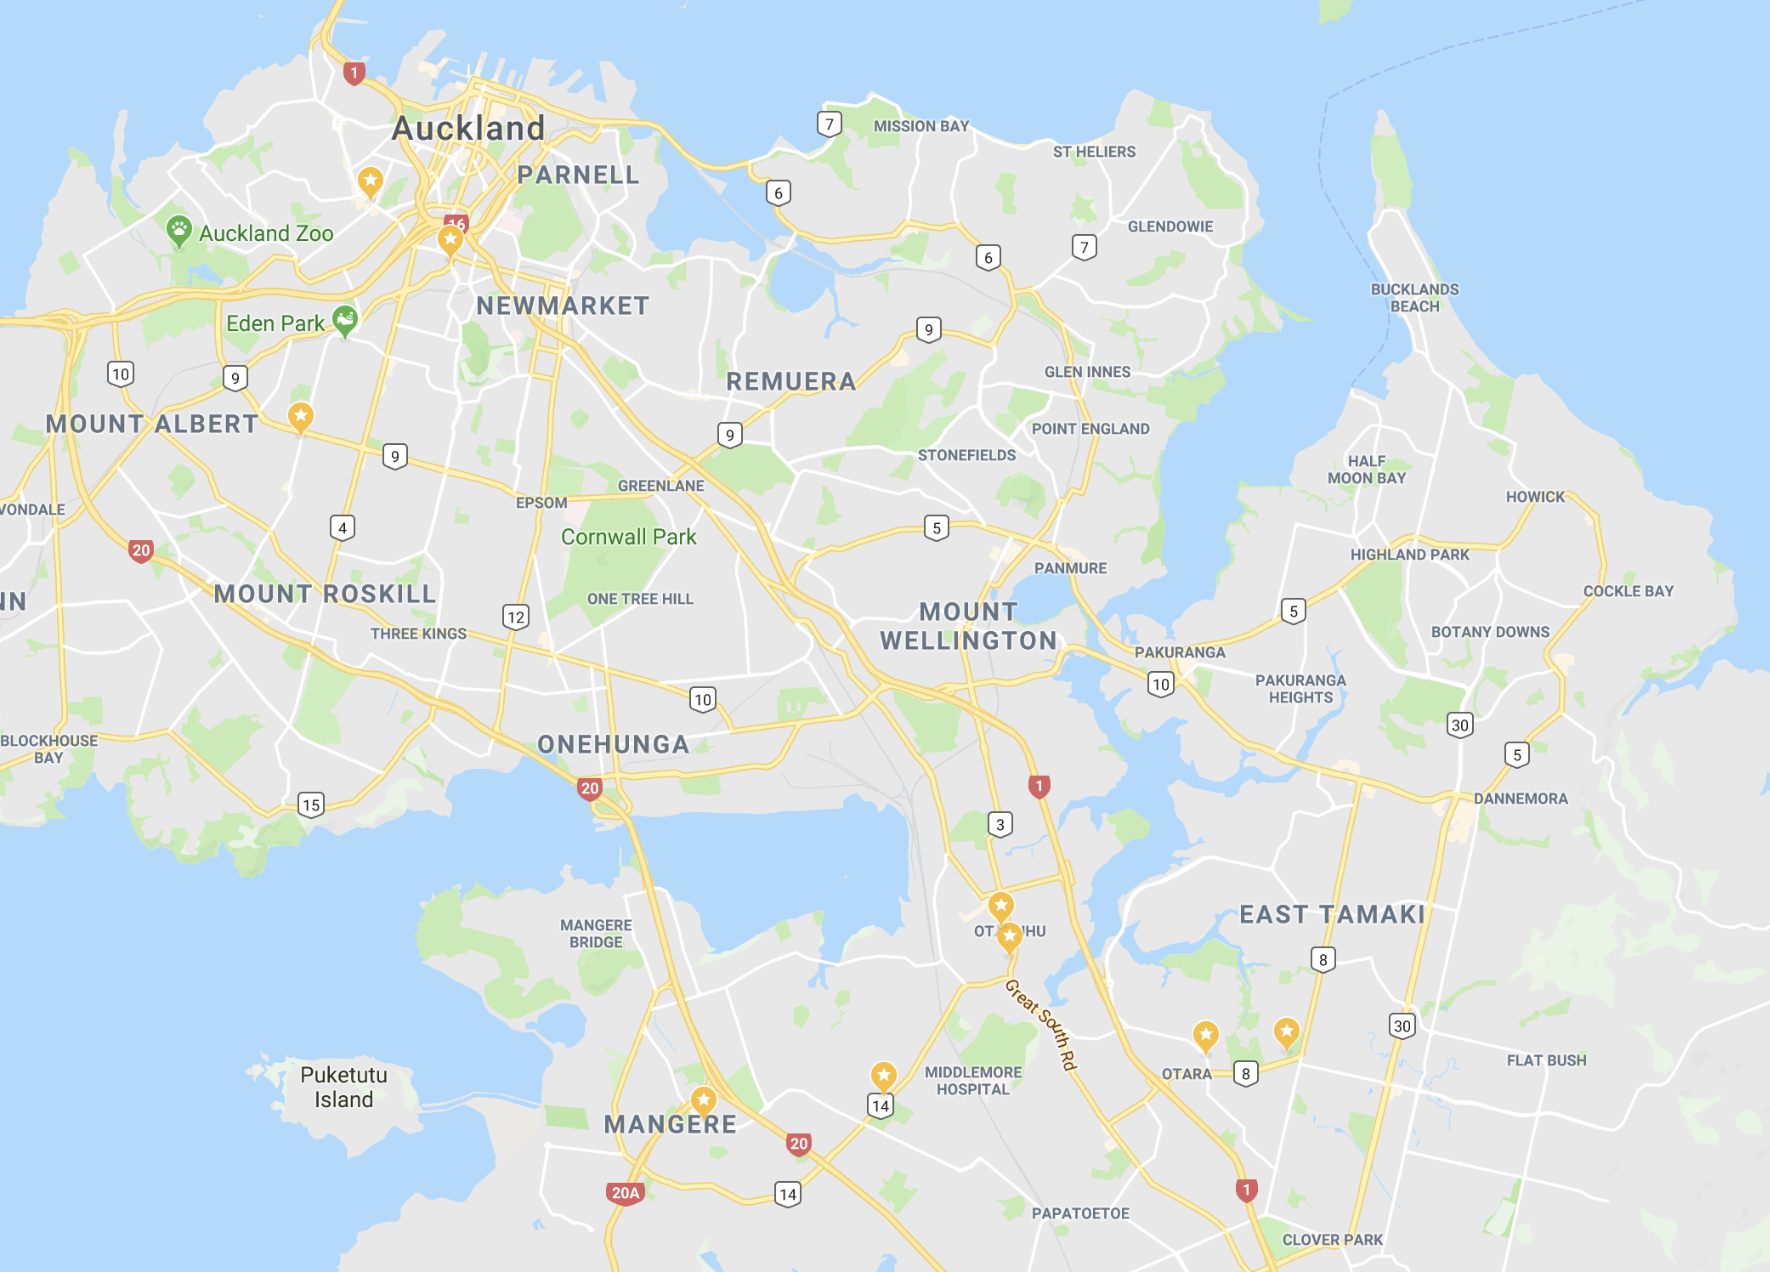 1
Auckland
7
MISSION BAY
ST HELIERS
PARNELL
6
16
Auckland Zoo
GLENDOWIE
7
6
BUCKLANDS
BEACH
NEWMARKET
Eden Park
9
10
9
REMUERA
GLEN INNES
MOUNT ALBERT
9
POINT ENGLAND
9
STONEFIELDS
HALF
MOON BAY
GREENLANE
HOWICK
EPSOM
VONDALE
4
5
Cornwall Park
20
HIGHLAND PARK
PANMURE
MOUNT ROSKILL
ONE TREE HILL
COCKLE BAY
NN
12
MOUNT
WELLINGTON
5
THREE KINGS
BOTANY DOWNS
PAKURANGA
10
10
PAKURANGA
HEIGHTS
30
BLOCKHOUSE
BAY
ONEHUNGA
5
20
1
DANNEMORA
15
3
EAST TAMAKI
MANGERE
BRIDGE
OTA HU
8
Great South Rd
30
FLAT BUSH
Puketutu
Island
MIDDLEMORE
HOSPITAL
OTARA
8
14
MANGERE
20
20A
14
1
PAPATOETOE
CLOVER PARK